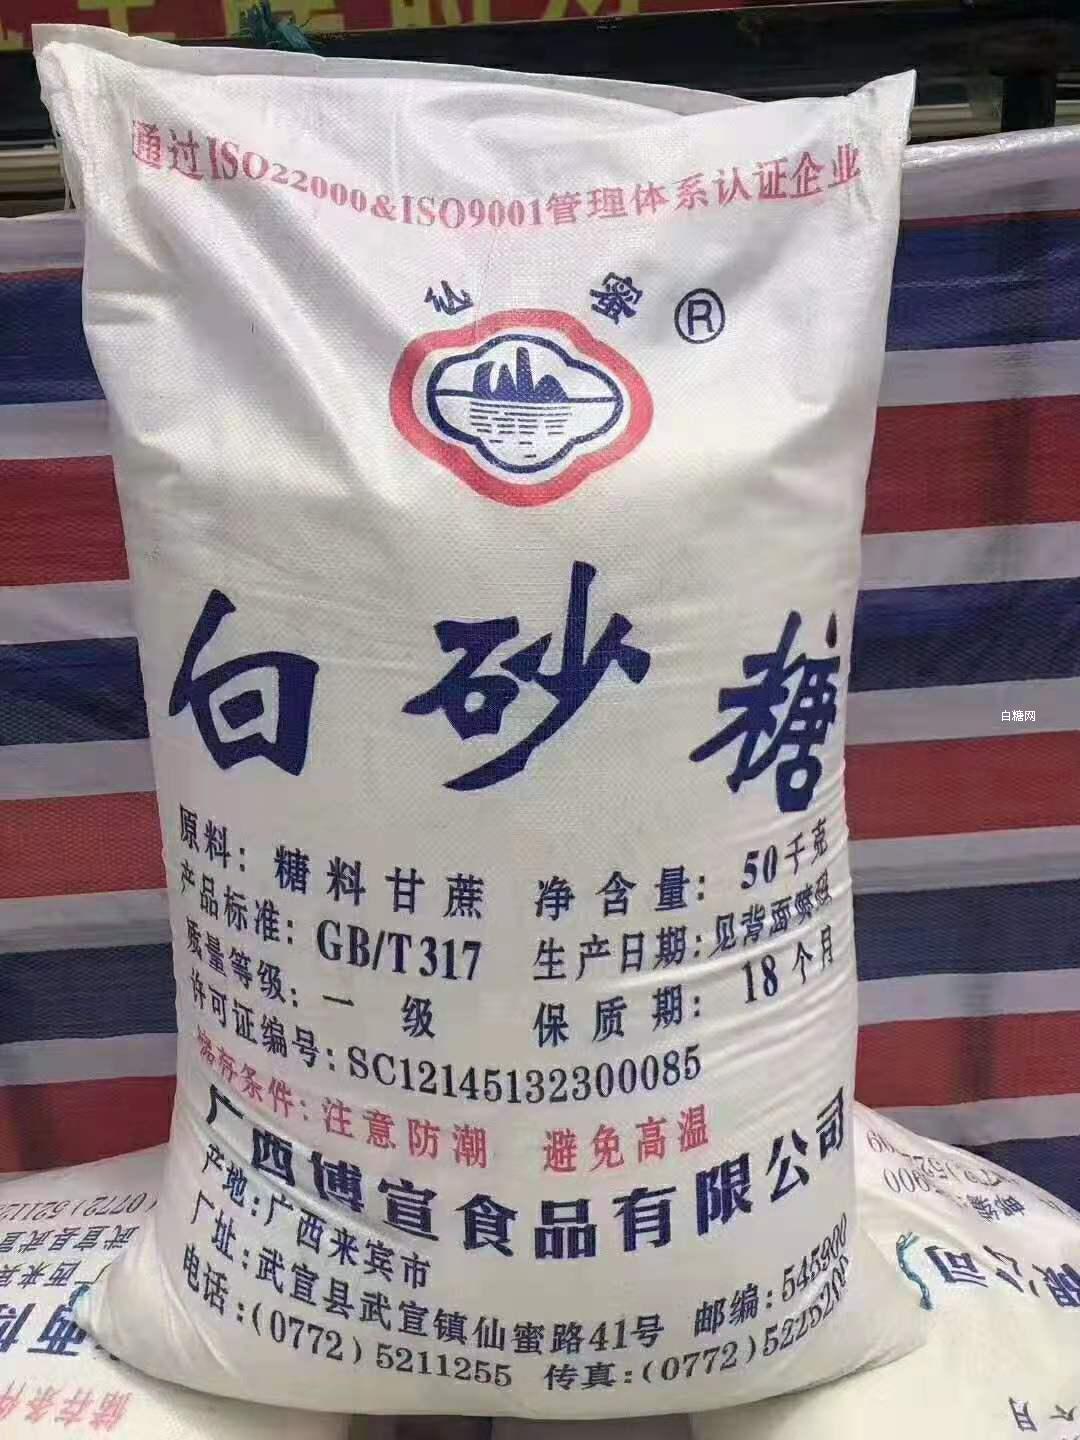 通过ISO22000&ISO9001管理体系认证企业
仙蜜®
白砂糖
白糖网
原料：糖料甘蔗 净含量：50千克
产品标准：GB/T317 生产日期：见背面喷码
质量等级：一级 保质期：18个月
许可证编号：SC12145132300085
储存条件：注意防潮 避免高温
广西博宣食品有限公司
产地：广西来宾市
厂址：武宣县武宣镇仙蜜路41号 邮编：545900
电话：(0772)5211255 传真：(0772)5225200